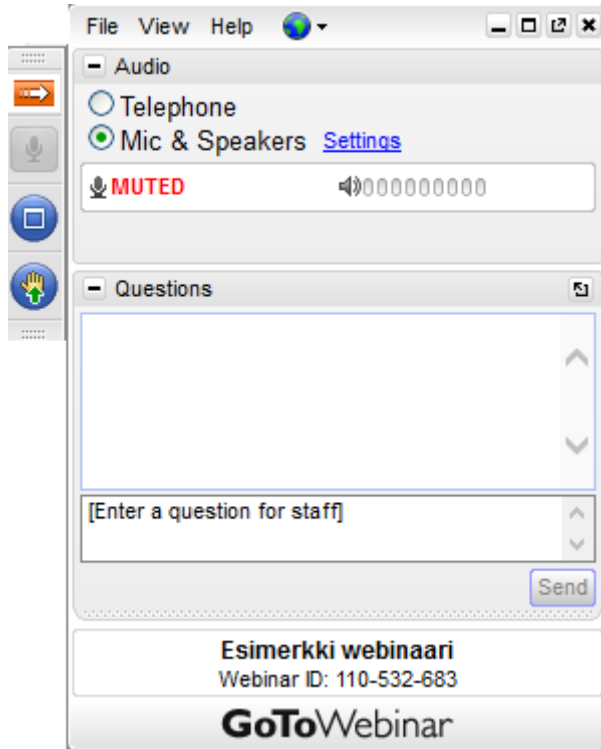 File View Help
Audio
Telephone
Mic & Speakers Settings
MUTED 000000000
Questions
[Enter a question for staff]
Send
Esimerkki webinaari
Webinar ID: 110-532-683
GoToWebinar